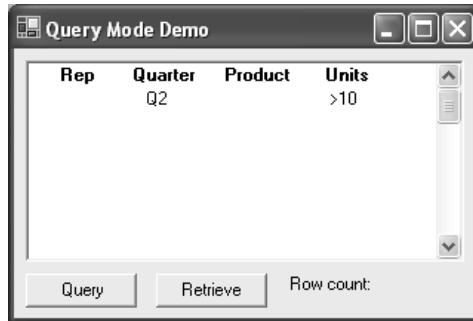 Query Mode Demo
Rep Quarter Product Units
Q2 >10
Query Retrieve Row count: